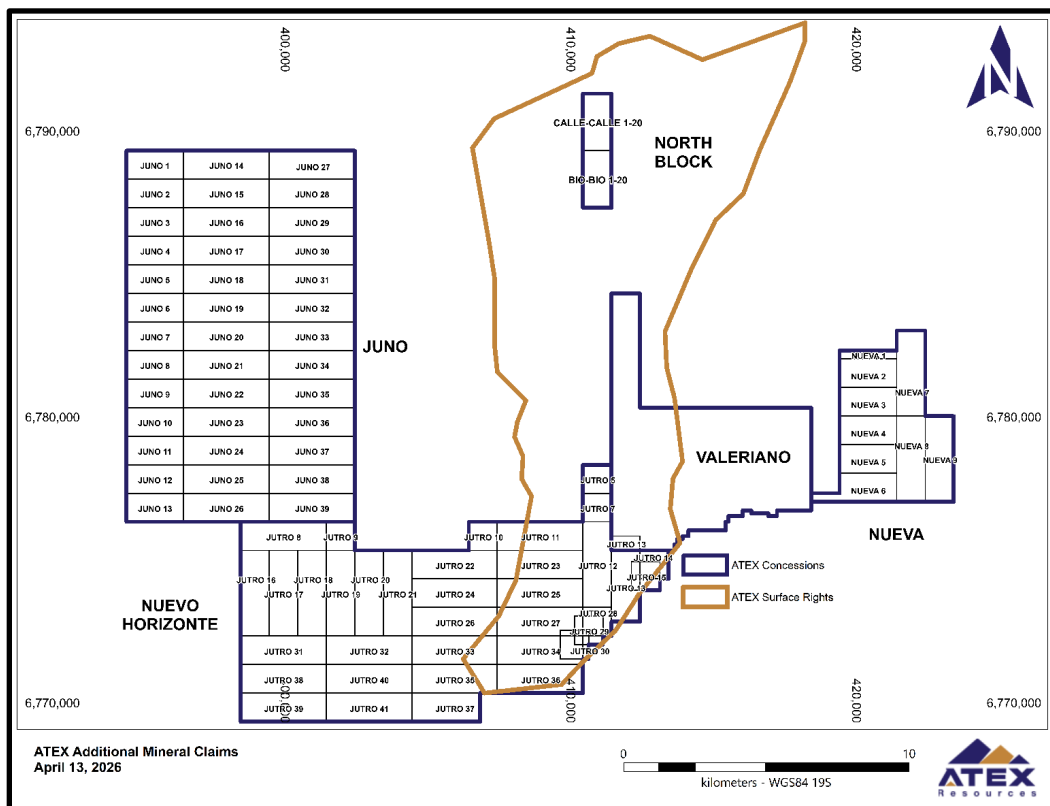 400,000
410,000
420,000
N
6,790,000
6,790,000
CALLE-CALLE 1-20
NORTH
BLOCK
BIO-BIO 1-20
JUNO 1
JUNO 14
JUNO 27
JUNO 2
JUNO 15
JUNO 28
JUNO 3
JUNO 16
JUNO 29
JUNO 4
JUNO 17
JUNO 30
JUNO 5
JUNO 18
JUNO 31
JUNO 6
JUNO 19
JUNO 32
JUNO 7
JUNO 20
JUNO 33
JUNO
JUNO 8
JUNO 21
JUNO 34
JUNO 9
JUNO 22
JUNO 35
JUNO 10
JUNO 23
JUNO 36
JUNO 11
JUNO 24
JUNO 37
JUNO 12
JUNO 25
JUNO 38
JUNO 13
JUNO 26
JUNO 39
NUEVA 1
NUEVA 2
NUEVA 7
NUEVA 3
6,780,000
6,780,000
NUEVA 4
NUEVA 8
NUEVA 5
NUEVA 9
NUEVA 6
VALERIANO
NUEVA
JUTRO 5
JUTRO 7
JUTRO 8
JUTRO 9
JUTRO 10
JUTRO 11
JUTRO 13
JUTRO 14
JUTRO 22
JUTRO 23
JUTRO 12
JUTRO 15
JUTRO 16
JUTRO 18
JUTRO 20
JUTRO 17
JUTRO 19
JUTRO 21
JUTRO 24
JUTRO 25
NUEVO
HORIZONTE
JUTRO 26
JUTRO 27
JUTRO 28
JUTRO 29
JUTRO 31
JUTRO 32
JUTRO 33
JUTRO 34
JUTRO 30
JUTRO 38
JUTRO 40
JUTRO 35
JUTRO 36
JUTRO 39
JUTRO 41
JUTRO 37
ATEX Concessions
ATEX Surface Rights
400,000
410,000
420,000
6,770,000
6,770,000
ATEX Additional Mineral Claims
April 13, 2026
0
10
kilometers - WGS84 19S
ATEX
Resources